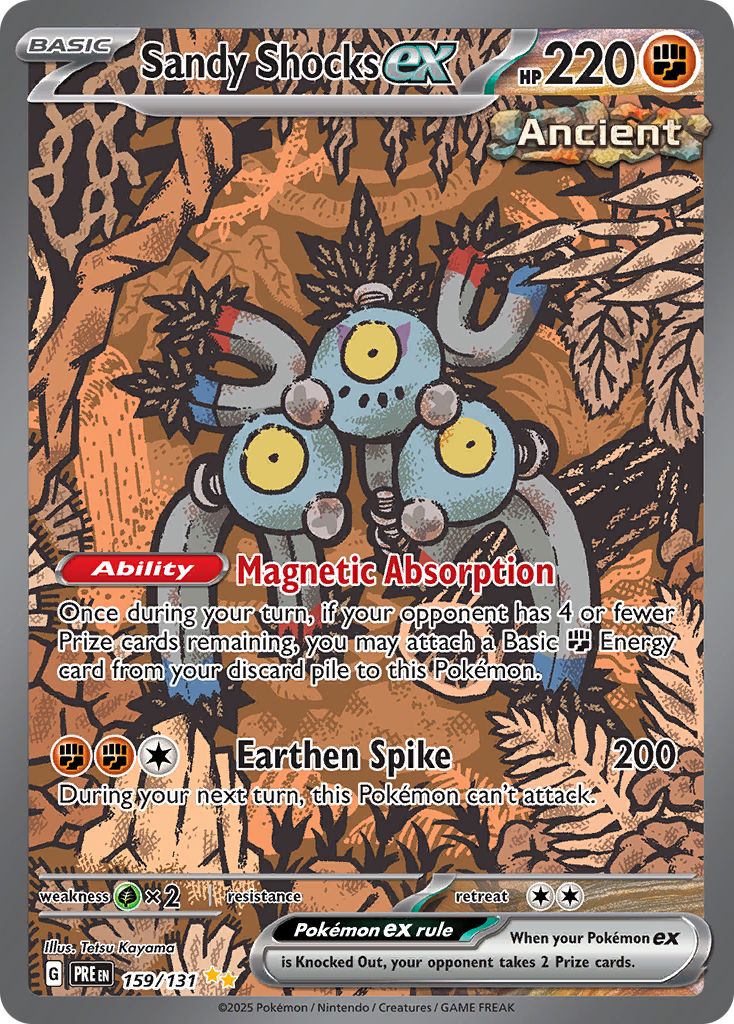 BASIC
Sandy Shocks ex
HP 220
Ancient
Ability Magnetic Absorption
Once during your turn, if your opponent has 4 or fewer
Prize cards remaining, you may attach a Basic Energy
card from your discard pile to this Pokémon.
Earthen Spike 200
During your next turn, this Pokémon can't attack.
weakness ×2 resistance retreat
Pokémon ex rule
When your Pokémon ex
is Knocked Out, your opponent takes 2 Prize cards.
Illus. Tetsu Kayama
G PRE EN 159/131
©2025 Pokémon / Nintendo / Creatures / GAME FREAK